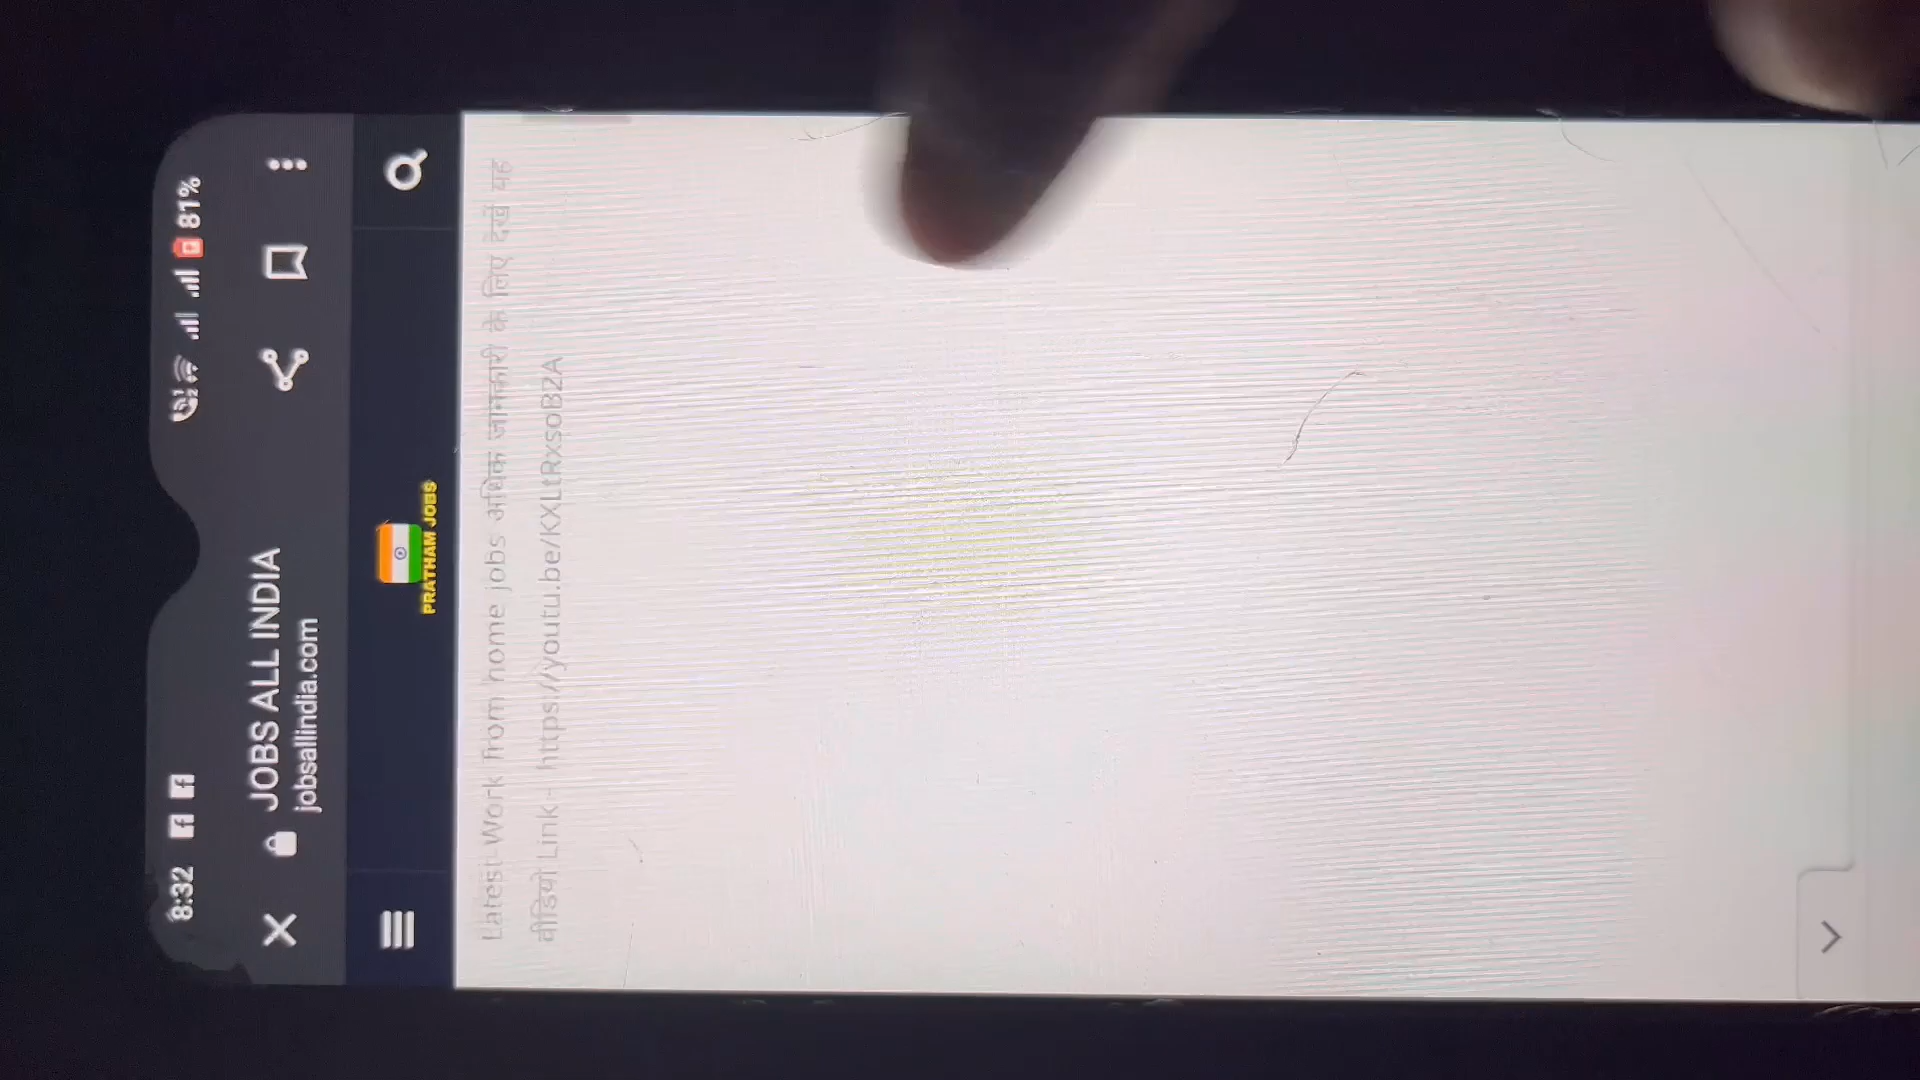 8:32
81%
JOBS ALL INDIA
jobsallindia.com
PRATHAM JOBS
Latest Work from home jobs अधिक जानकारी के लिए देखें यह
वीडियो Link- https://youtu.be/KXLtRxsoBZA